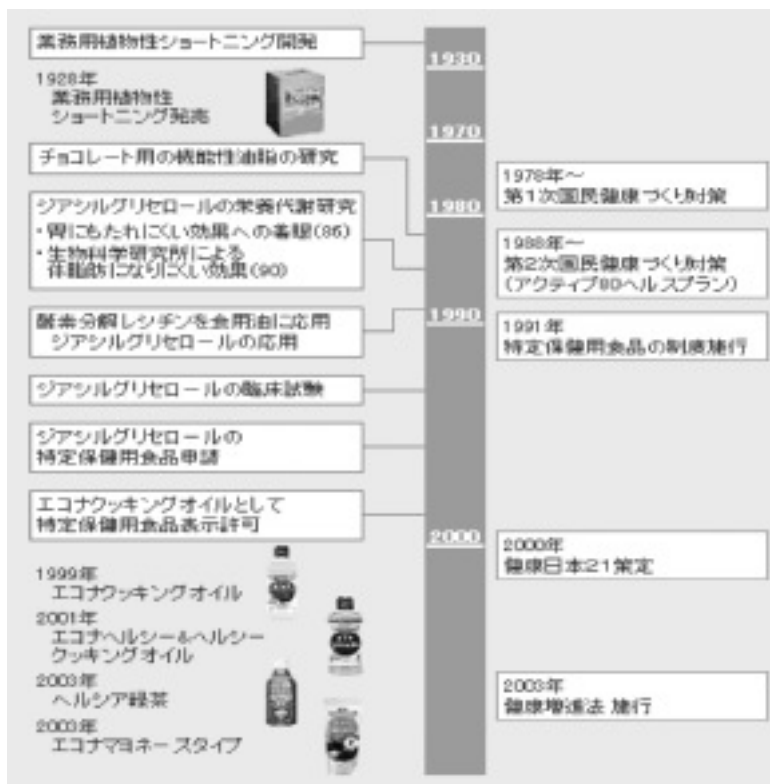 業務用植物性ショートニング開発
1928年
業務用植物性
ショートニング発売
チョコレート用の機能性油脂の研究
ジアシルグリセロールの栄養代謝研究
・胃にもたれにくい効果への着眼(85)
・生物科学研究所による
体脂肪になりにくい効果(90)
酵素分解レシチンを食用油に応用
ジアシルグリセロールの応用
ジアシルグリセロールの臨床試験
ジアシルグリセロールの
特定保健用食品申請
エコナクッキングオイルとして
特定保健用食品表示許可
1999年
エコナクッキングオイル
2001年
エコナヘルシー&ヘルシー
クッキングオイル
2003年
ヘルシア緑茶
2003年
エコナマヨネーズタイプ
1930
1970
1980
1990
2000
1978年〜
第1次国民健康づくり対策
1988年〜
第2次国民健康づくり対策
(アクティブ80ヘルスプラン)
1991年
特定保健用食品の制度施行
2000年
健康日本21策定
2003年
健康増進法 施行